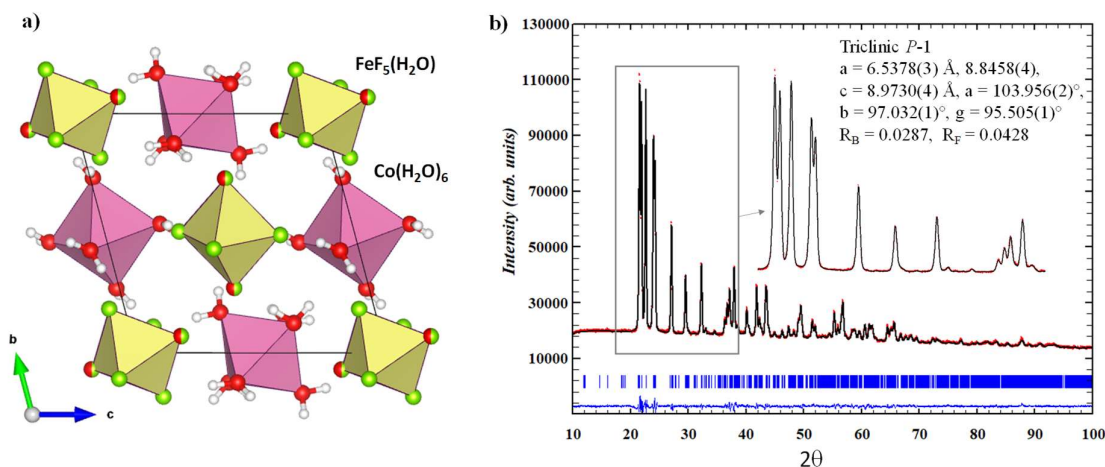 a)
FeF₅(H₂O)
Co(H₂O)₆
b
c
b)
Triclinic P-1
a = 6.5378(3) Å, 8.8458(4),
c = 8.9730(4) Å, a = 103.956(2)°,
b = 97.032(1)°, g = 95.505(1)°
R_B = 0.0287, R_F = 0.0428
Intensity (arb. units)
130000
110000
90000
70000
50000
30000
10000
10 20 30 40 50 60 70 80 90 100
2θ